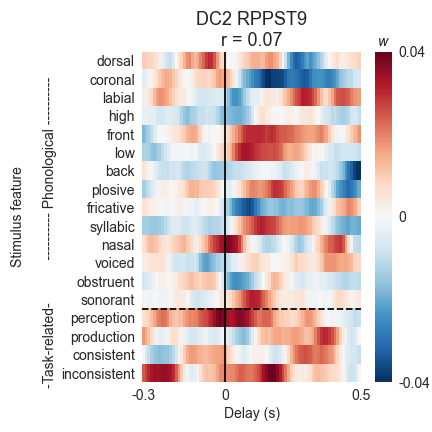 DC2 RPPST9
r = 0.07
w
dorsal
coronal
labial
high
front
low
back
plosive
fricative
syllabic
nasal
voiced
obstruent
sonorant
perception
production
consistent
inconsistent
Stimulus feature
---------- Phonological ----------
-Task-related-
-0.3
0
0.5
Delay (s)
0.04
0
-0.04